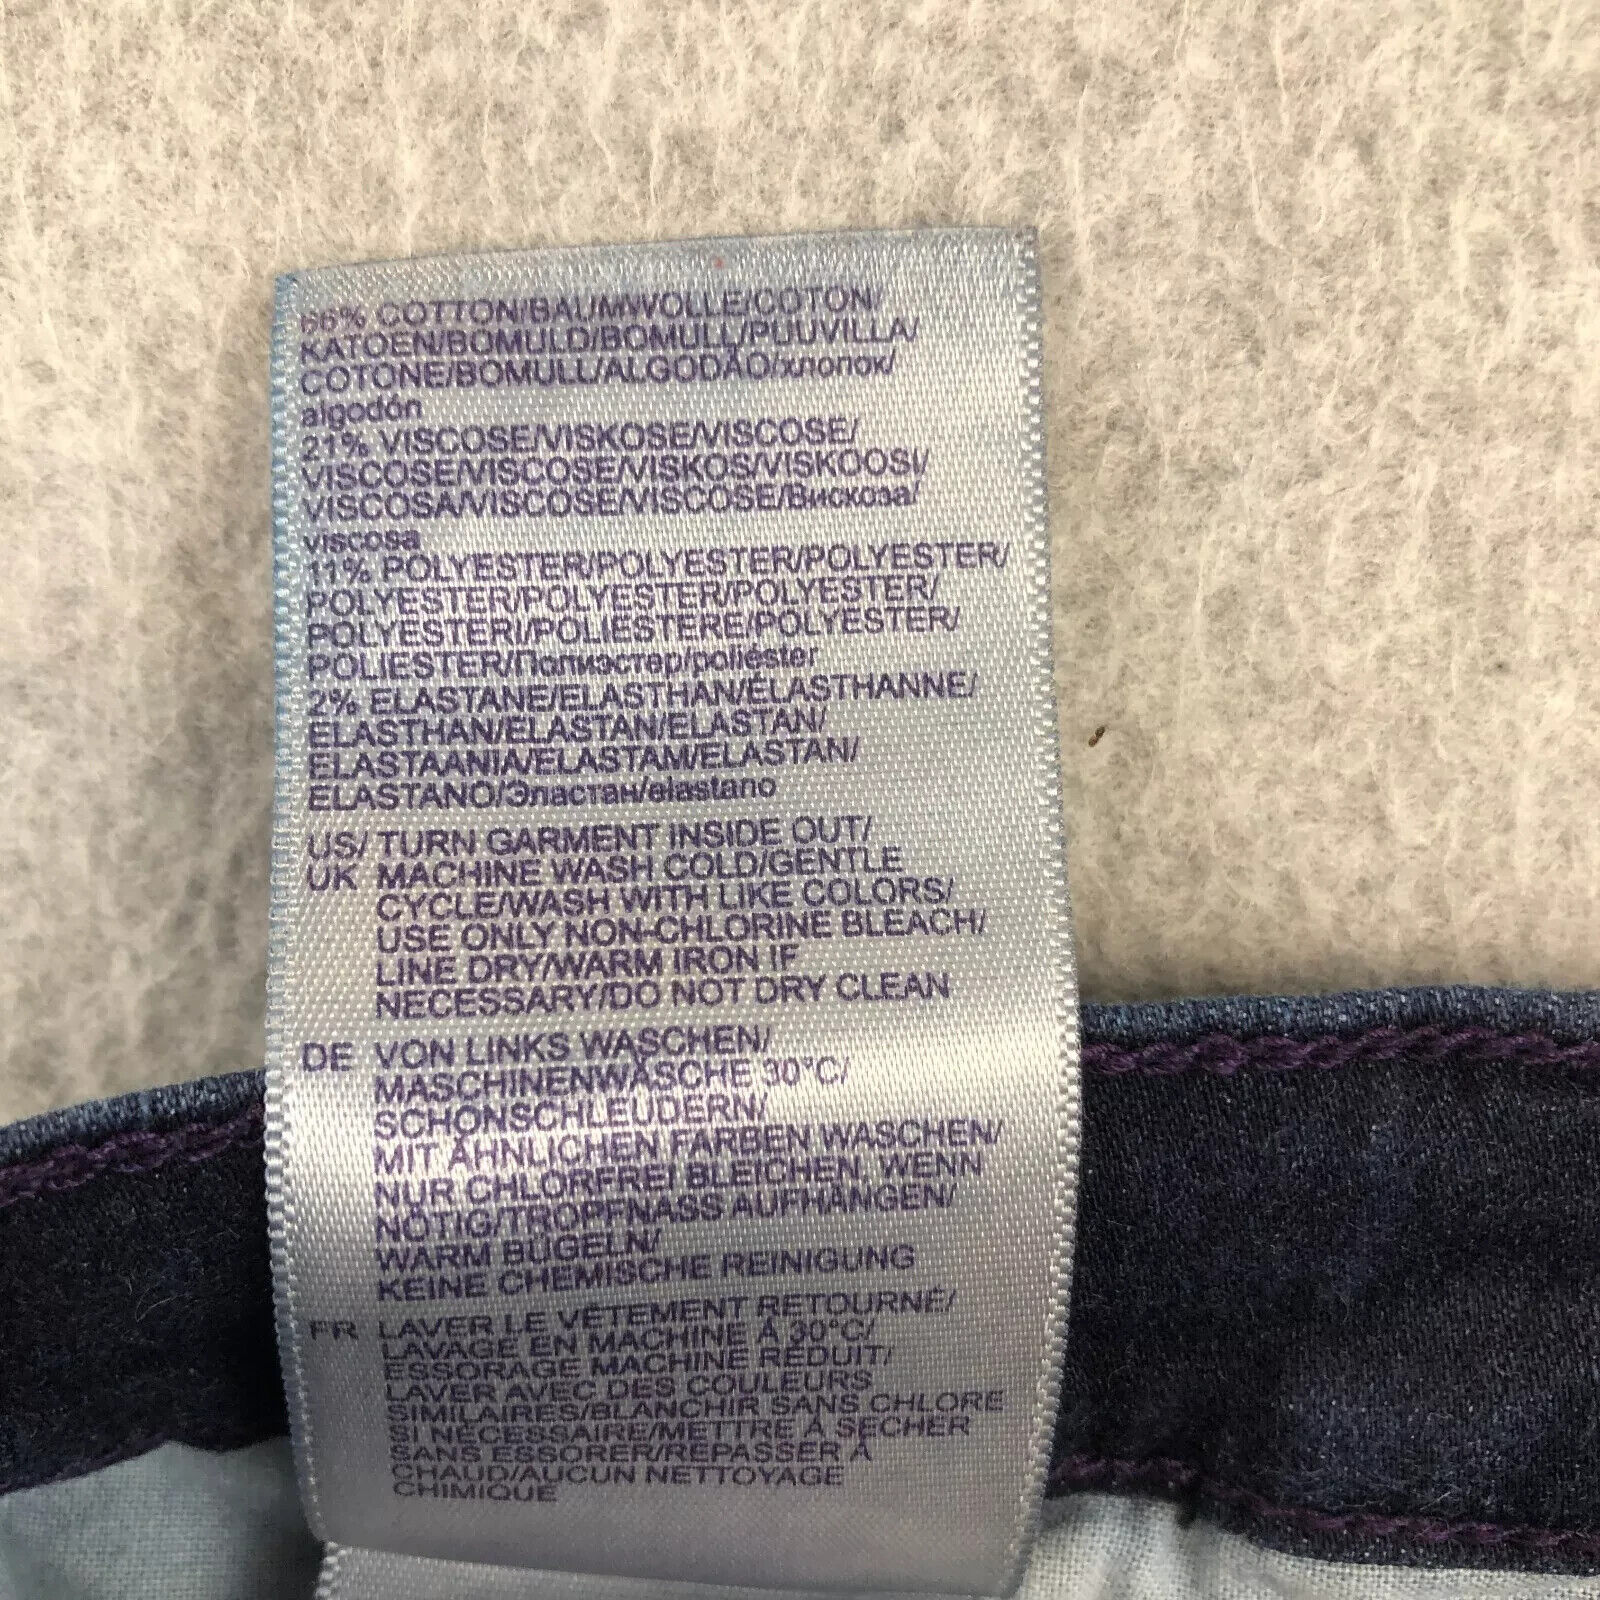 66% COTTON/BAUMWOLLE/COTON/
KATOEN/BOMULD/BOMULL/PUUVILLA/
COTONE/BOMULL/ALGODÃO/хлопок/
algodón
21% VISCOSE/VISKOSE/VISCOSE/
VISCOSE/VISCOSE/VISKOS/VISKOOSI/
VISCOSA/VISCOSE/VISCOSE/Вискоза/
viscosa
11% POLYESTER/POLYESTER/POLYESTER/
POLYESTER/POLYESTER/POLYESTER/
POLYESTERI/POLIESTERE/POLYESTER/
POLIESTER/Полиэстер/poliéster
2% ELASTANE/ELASTHAN/ÉLASTHANNE/
ELASTHAN/ELASTAN/ELASTAN/
ELASTAANIA/ELASTAM/ELASTAN/
ELASTANO/Эластан/elastano
US/ TURN GARMENT INSIDE OUT/
UK MACHINE WASH COLD/GENTLE
CYCLE/WASH WITH LIKE COLORS/
USE ONLY NON-CHLORINE BLEACH/
LINE DRY/WARM IRON IF
NECESSARY/DO NOT DRY CLEAN
DE VON LINKS WASCHEN/
MASCHINENWÄSCHE 30°C/
SCHONSCHLEUDERN/
MIT ÄHNLICHEN FARBEN WASCHEN/
NUR CHLORFREI BLEICHEN, WENN
NÖTIG/TROPFNASS AUFHÄNGEN/
WARM BÜGELN/
KEINE CHEMISCHE REINIGUNG
FR LAVER LE VÊTEMENT RETOURNÉ/
LAVAGE EN MACHINE À 30°C/
ESSORAGE MACHINE RÉDUIT/
LAVER AVEC DES COULEURS
SIMILAIRES/BLANCHIR SANS CHLORE
SI NÉCESSAIRE/METTRE À SÉCHER
SANS ESSORER/REPASSER À
CHAUD/AUCUN NETTOYAGE
CHIMIQUE